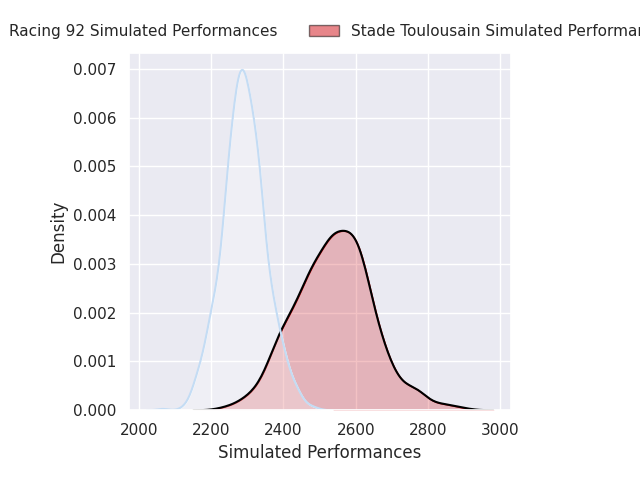 Racing 92 Simulated Performances Stade Toulousain Simulated Performan
0.007
0.006
0.005
0.004
0.003
0.002
0.001
0.000
Density
2000 2200 2400 2600 2800 3000
Simulated Performances